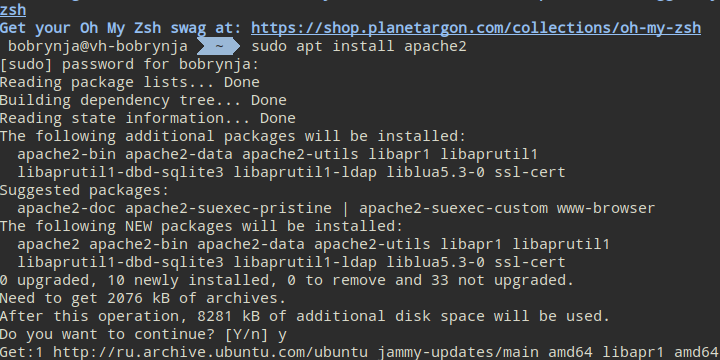 zsh
Get your Oh My Zsh swag at: https://shop.planetargon.com/collections/oh-my-zsh
bobrynja@vh-bobrynja ~ sudo apt install apache2
[sudo] password for bobrynja:
Reading package lists... Done
Building dependency tree... Done
Reading state information... Done
The following additional packages will be installed:
apache2-bin apache2-data apache2-utils libapr1 libaprutil1
libaprutil1-dbd-sqlite3 libaprutil1-ldap liblua5.3-0 ssl-cert
Suggested packages:
apache2-doc apache2-suexec-pristine | apache2-suexec-custom www-browser
The following NEW packages will be installed:
apache2 apache2-bin apache2-data apache2-utils libapr1 libaprutil1
libaprutil1-dbd-sqlite3 libaprutil1-ldap liblua5.3-0 ssl-cert
0 upgraded, 10 newly installed, 0 to remove and 33 not upgraded.
Need to get 2076 kB of archives.
After this operation, 8281 kB of additional disk space will be used.
Do you want to continue? [Y/n] y
Get:1 http://ru.archive.ubuntu.com/ubuntu jammy-updates/main amd64 libapr1 amd64